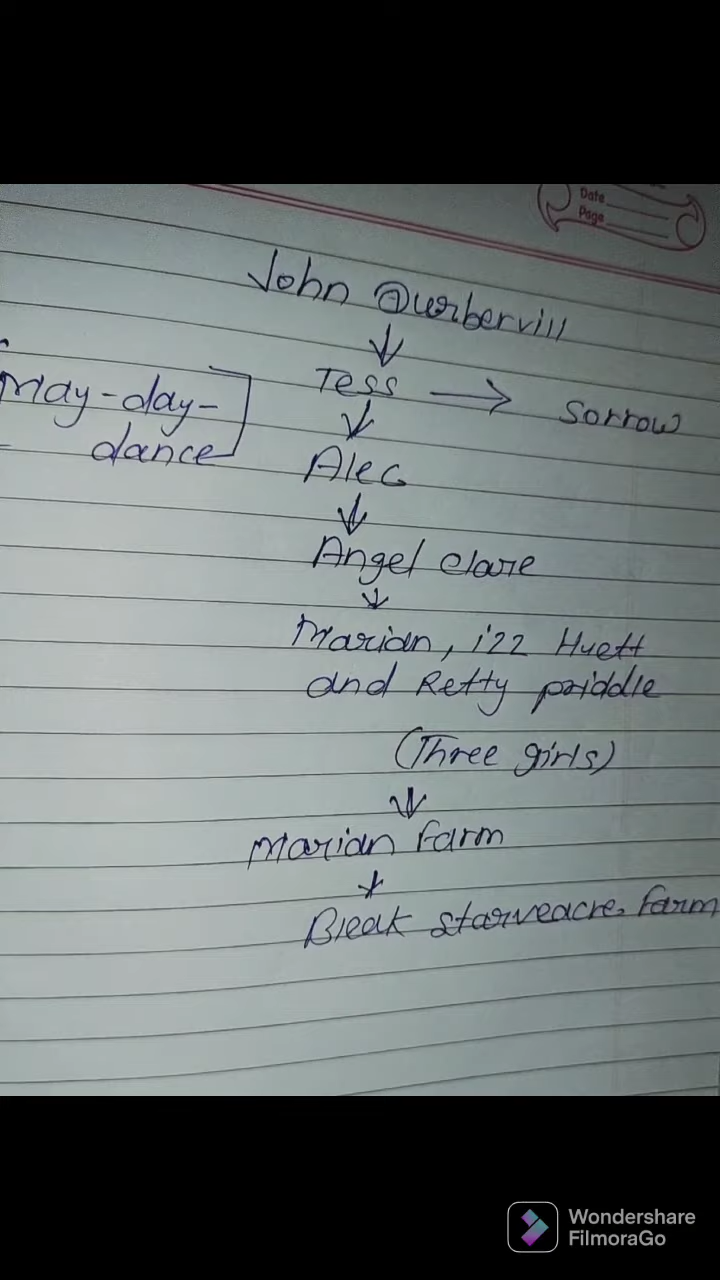 Date
Page
John Durbervill
↓
Tess → Sorrow
May-day-
dance
↓
Alec
↓
Angel Clare
↓
Marian, izz Huett
and Retty priddle
(Three girls)
↓
Marian Farm
↓
Bleak starveacre. Farm
Wondershare
FilmoraGo